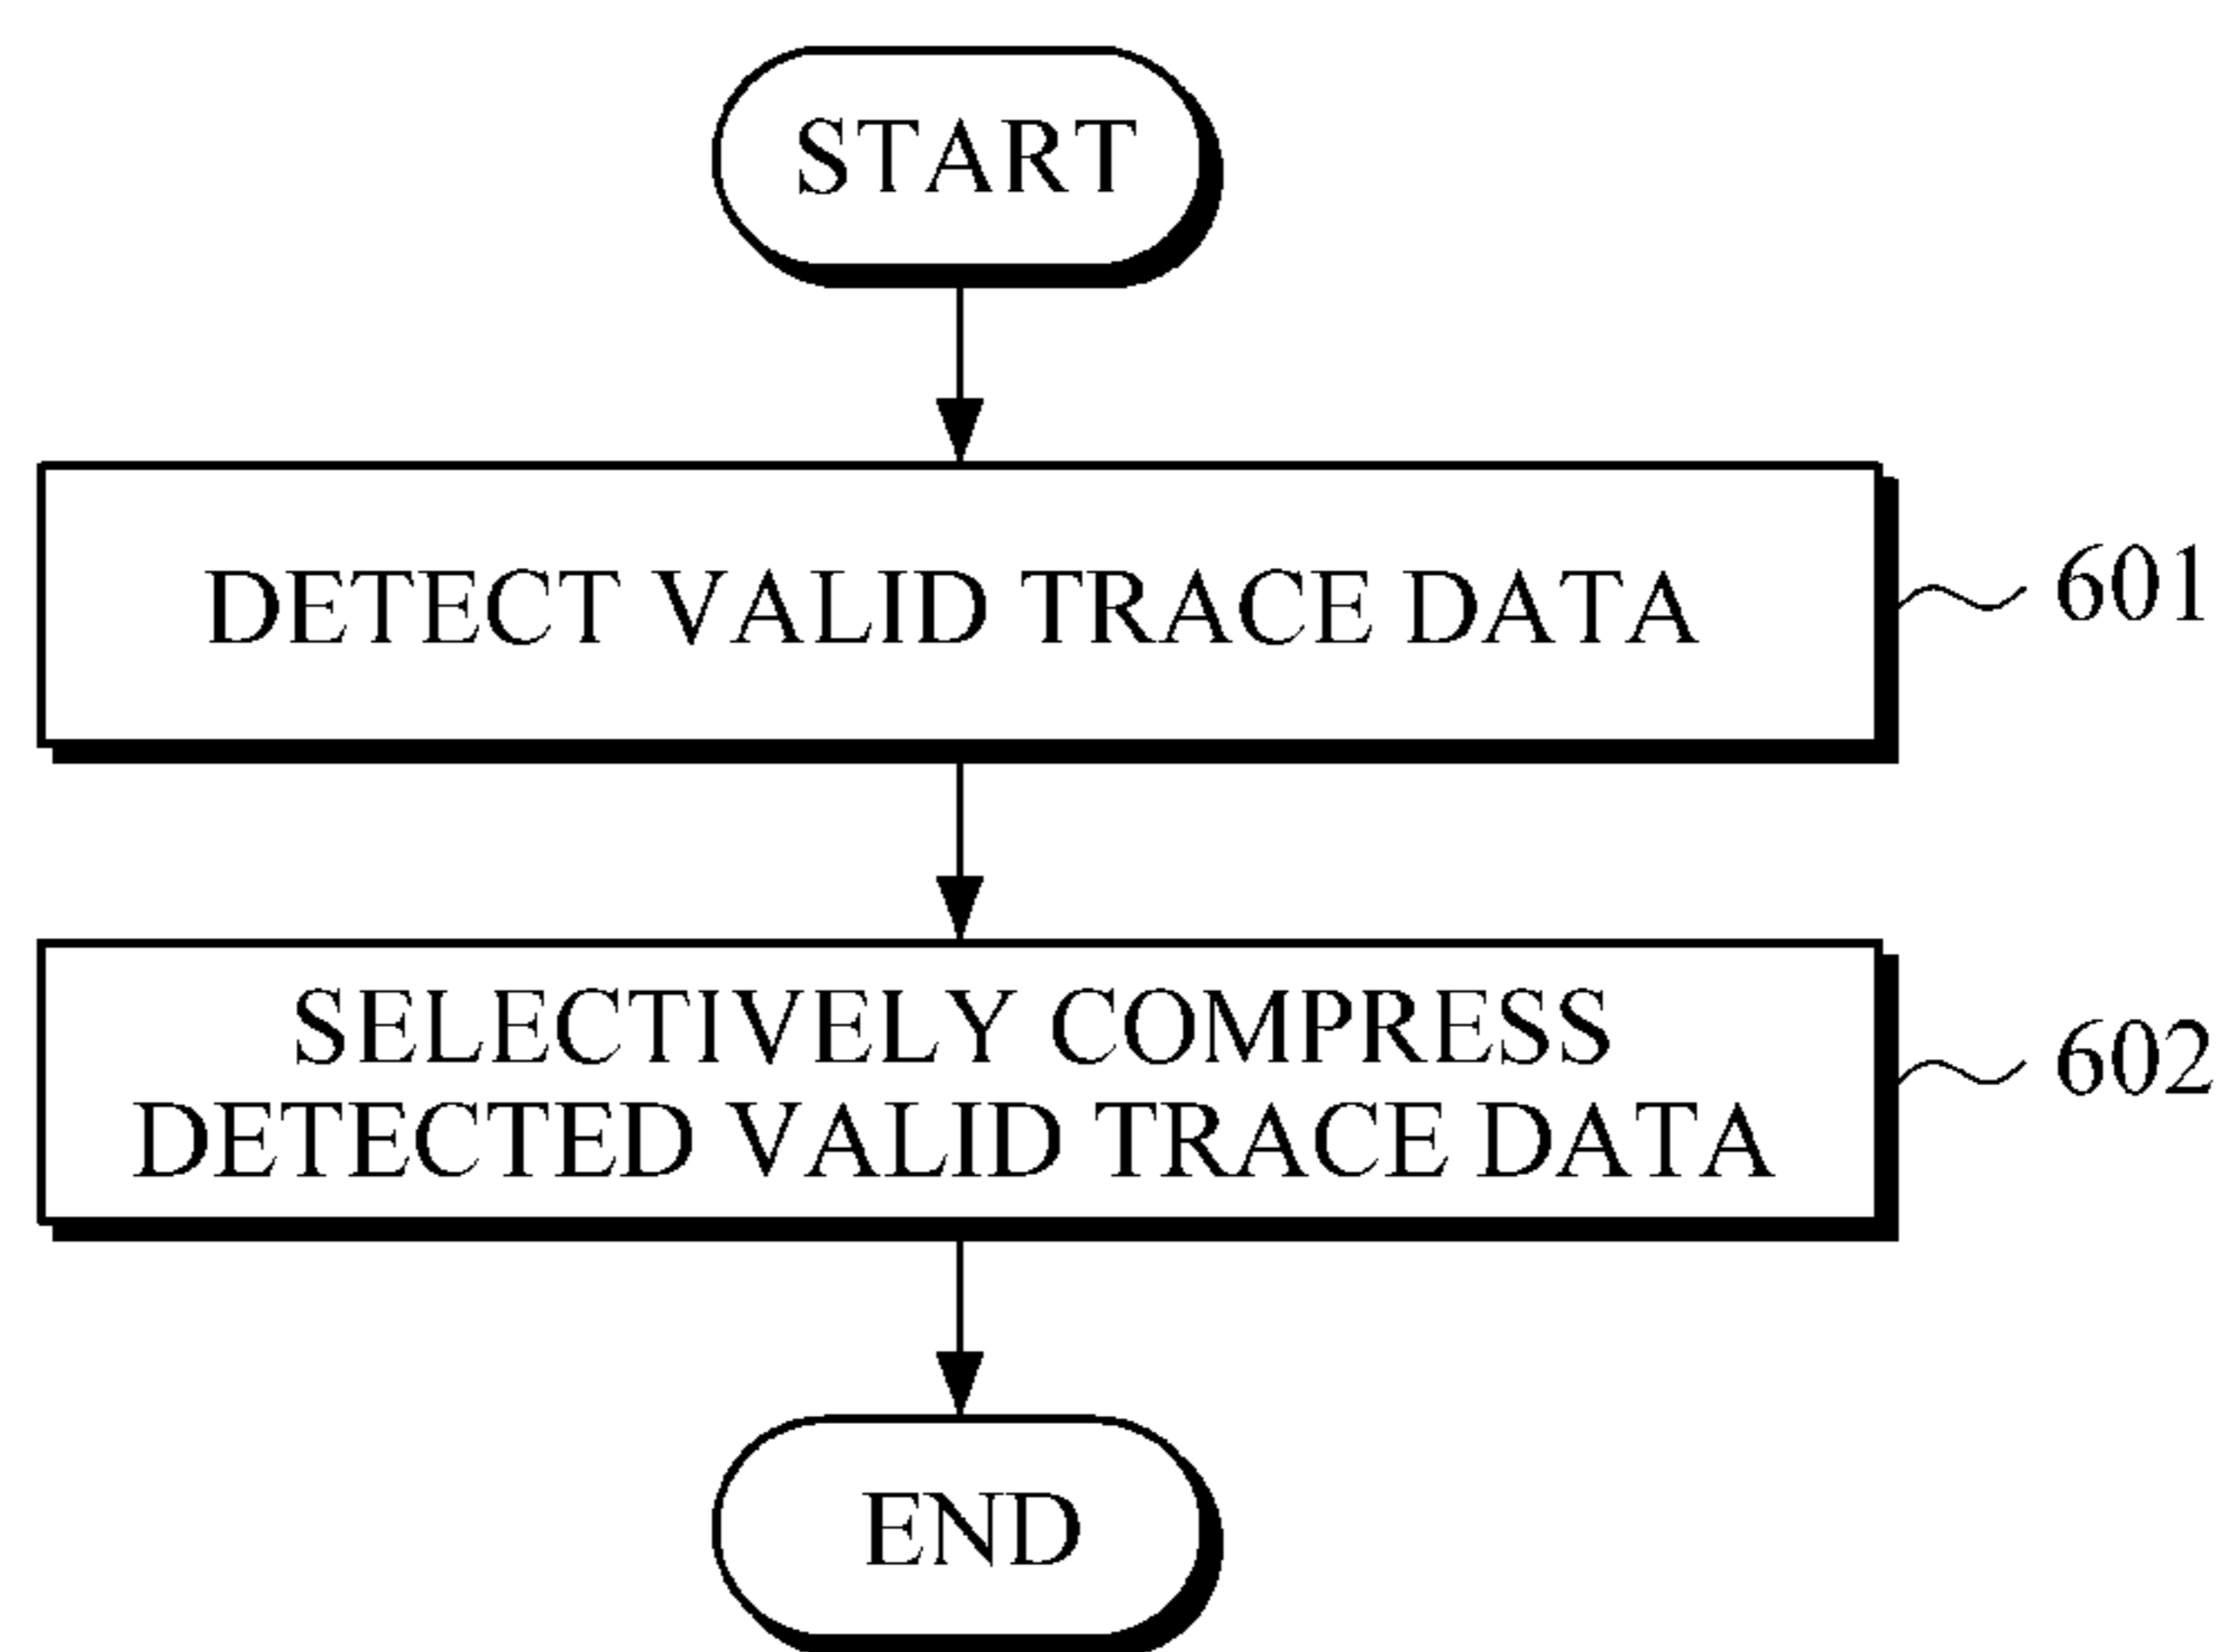 START
DETECT VALID TRACE DATA
601
SELECTIVELY COMPRESS
DETECTED VALID TRACE DATA
602
END